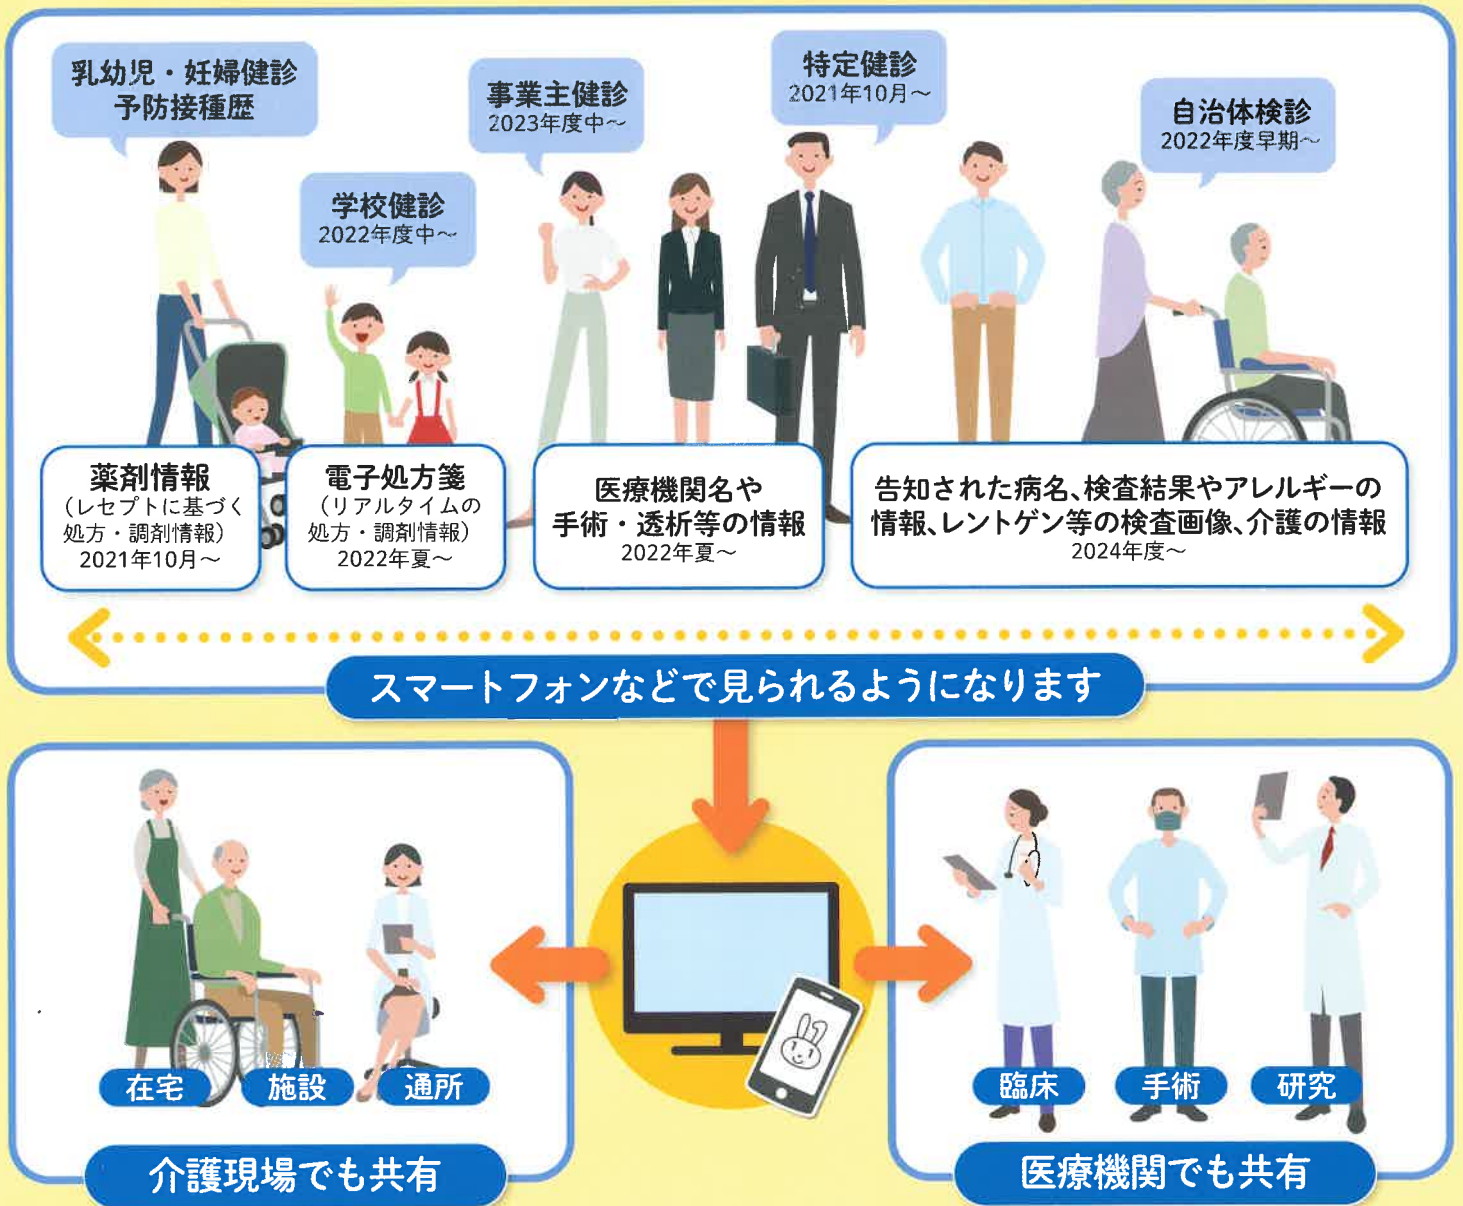 乳幼児・妊婦健診
予防接種歴
学校健診
2022年度中～
事業主健診
2023年度中～
特定健診
2021年10月～
自治体検診
2022年度早期～
薬剤情報
（レセプトに基づく
処方・調剤情報）
2021年10月～
電子処方箋
（リアルタイムの
処方・調剤情報）
2022年夏～
医療機関名や
手術・透析等の情報
2022年夏～
告知された病名、検査結果やアレルギーの
情報、レントゲン等の検査画像、介護の情報
2024年度～
スマートフォンなどで見られるようになります
在宅
施設
通所
介護現場でも共有
臨床
手術
研究
医療機関でも共有